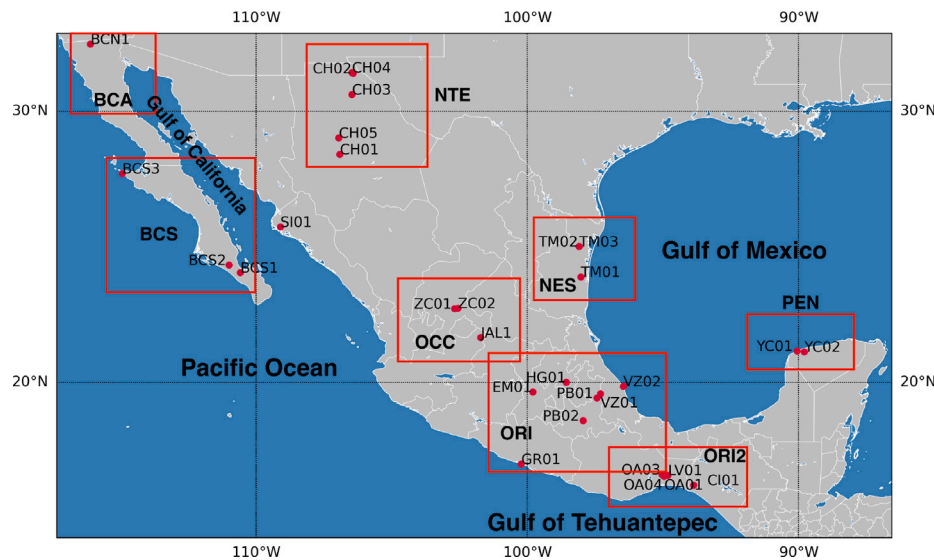 110°W 100°W 90°W
BCN1
BCA
Gulf of California
CH02 CH04
CH03
NTE
30°N 30°N
CH05
CH01
BCS3
BCS
SI01
BCS2
BCS1
TM02 TM03
TM01
NES
Gulf of Mexico
PEN
ZC01 ZC02
JAL1
OCC
YC01 YC02
Pacific Ocean
20°N 20°N
HG01
EM01
PB01
VZ02
VZ01
PB02
ORI
GR01
ORI2
OA03 LV01
OA04 OA01
CI01
Gulf of Tehuantepec
110°W 100°W 90°W